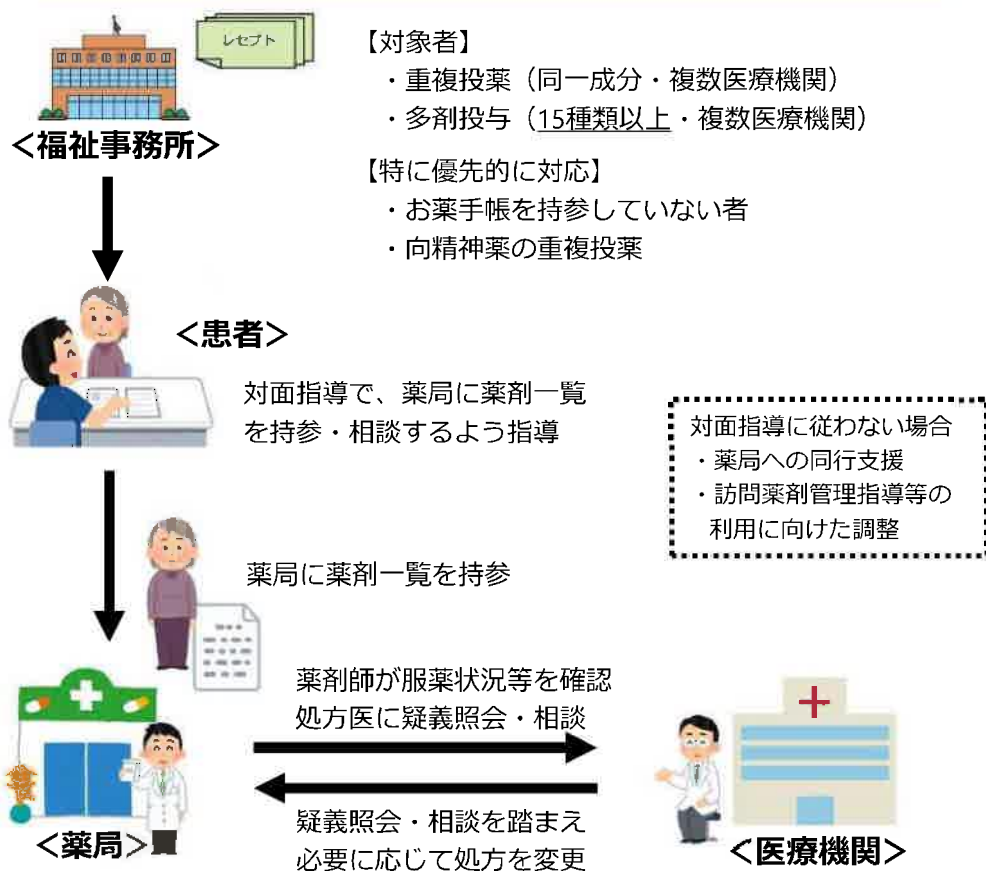 レセプト
<福祉事務所>
【対象者】
・重複投薬（同一成分・複数医療機関）
・多剤投与（15種類以上・複数医療機関）
【特に優先的に対応】
・お薬手帳を持参していない者
・向精神薬の重複投薬
<患者>
対面指導で、薬局に薬剤一覧
を持参・相談するよう指導
対面指導に従わない場合
・薬局への同行支援
・訪問薬剤管理指導等の
利用に向けた調整
薬局に薬剤一覧を持参
薬剤師が服薬状況等を確認
処方医に疑義照会・相談
疑義照会・相談を踏まえ
必要に応じて処方を変更
<薬局>
<医療機関>